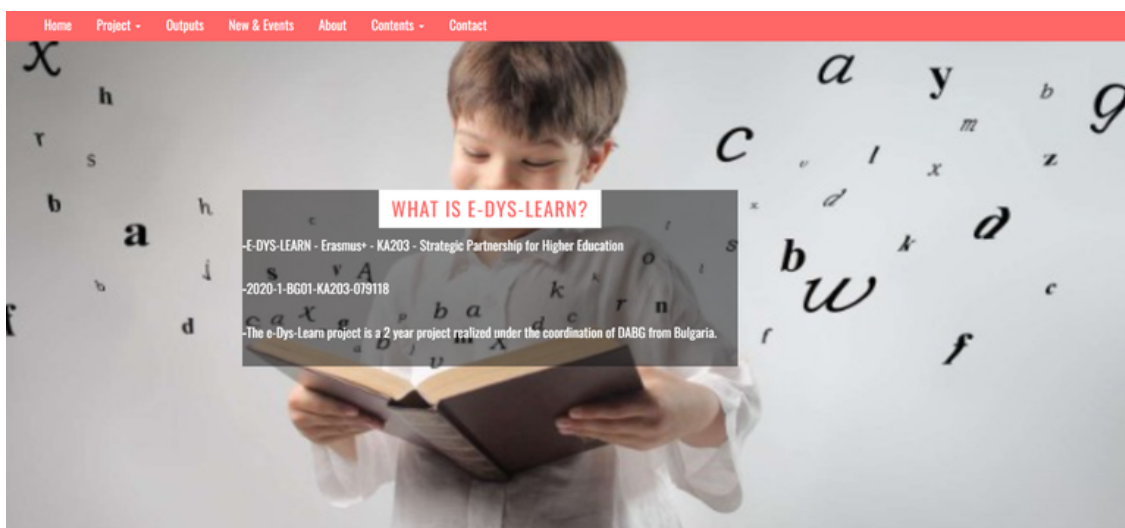 Home Project Outputs New & Events About Contents Contact
WHAT IS E-DYS-LEARN?
-E-DYS-LEARN - Erasmus+ - KA203 - Strategic Partnership for Higher Education
-2020-1-BG01-KA203-079118
-The e-Dys-Learn project is a 2 year project realized under the coordination of DABG from Bulgaria.